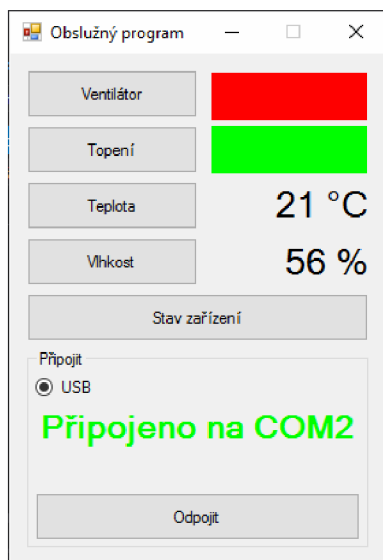 Obslužný program
Ventilátor
Topení
Teplota 21 °C
Vlhkost 56 %
Stav zařízení
Připojit
USB
Připojeno na COM2
Odpojit